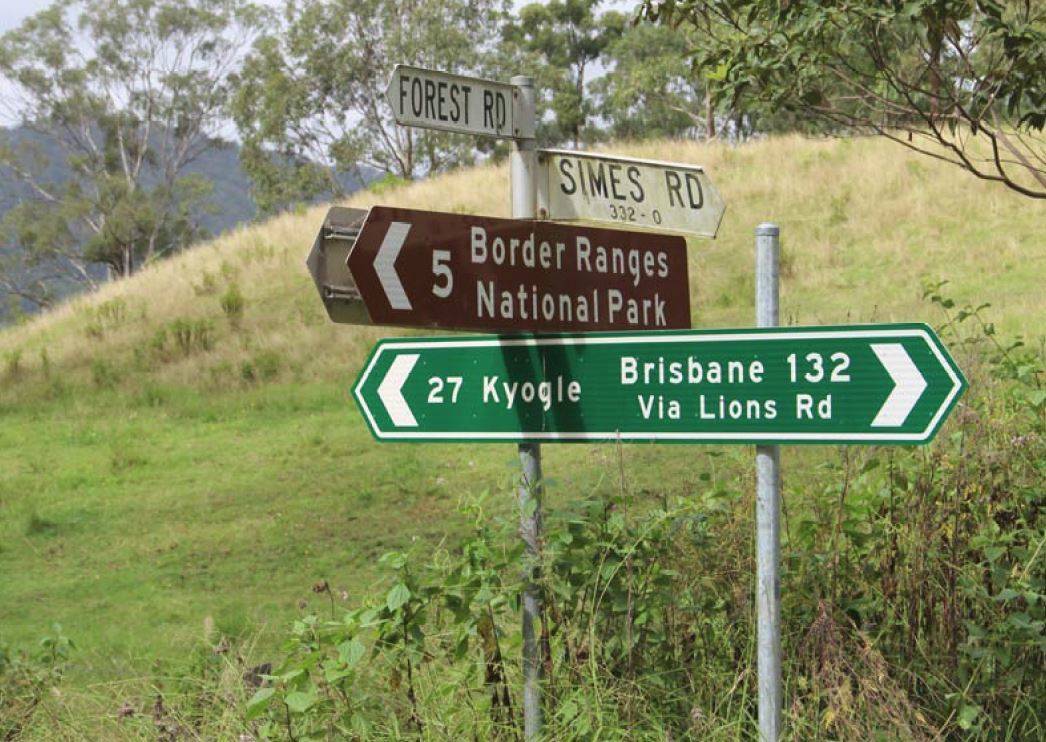 FOREST RD
SIMES RD
332 - 0
5 Border Ranges
National Park
27 Kyogle
Brisbane 132
Via Lions Rd